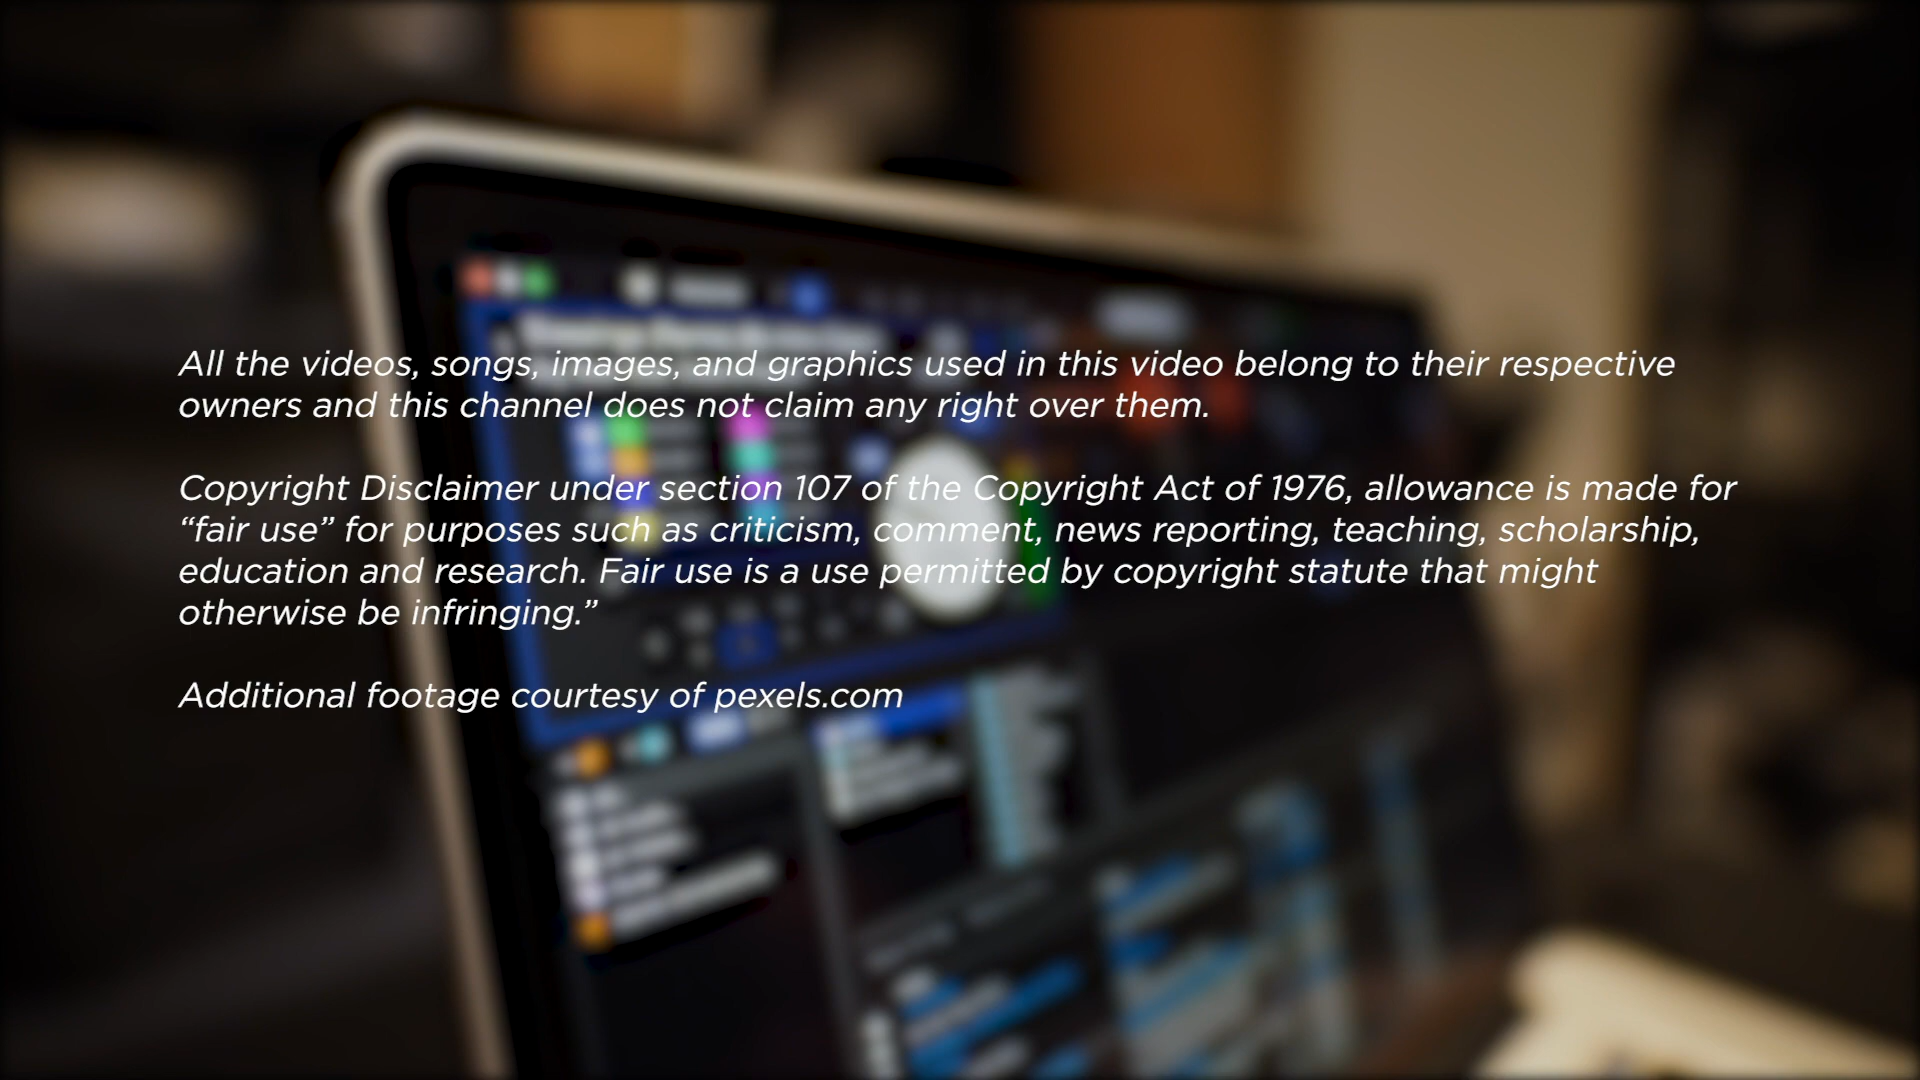 All the videos, songs, images, and graphics used in this video belong to their respective
owners and this channel does not claim any right over them.
Copyright Disclaimer under section 107 of the Copyright Act of 1976, allowance is made for
“fair use” for purposes such as criticism, comment, news reporting, teaching, scholarship,
education and research. Fair use is a use permitted by copyright statute that might
otherwise be infringing.”
Additional footage courtesy of pexels.com